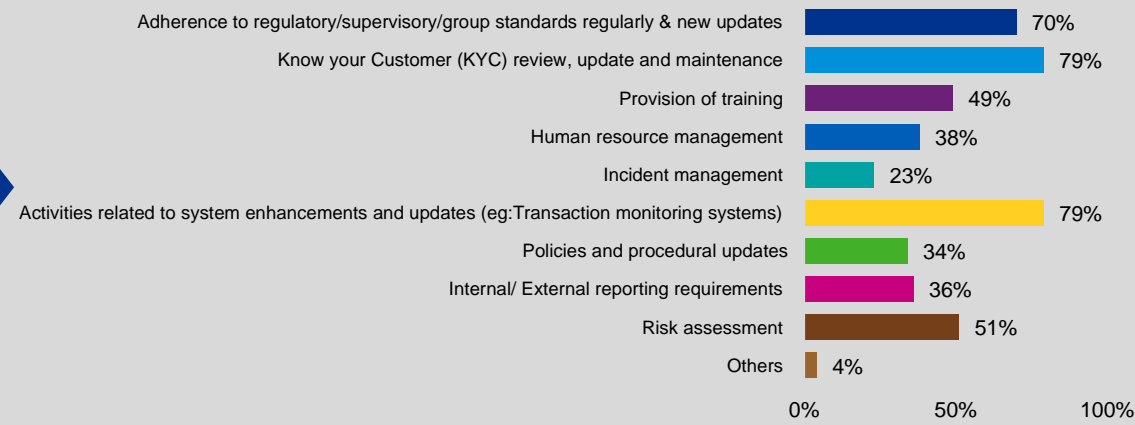 Adherence to regulatory/supervisory/group standards regularly & new updates 70%
Know your Customer (KYC) review, update and maintenance 79%
Provision of training 49%
Human resource management 38%
Incident management 23%
Activities related to system enhancements and updates (eg:Transaction monitoring systems) 79%
Policies and procedural updates 34%
Internal/ External reporting requirements 36%
Risk assessment 51%
Others 4%
0% 50% 100%